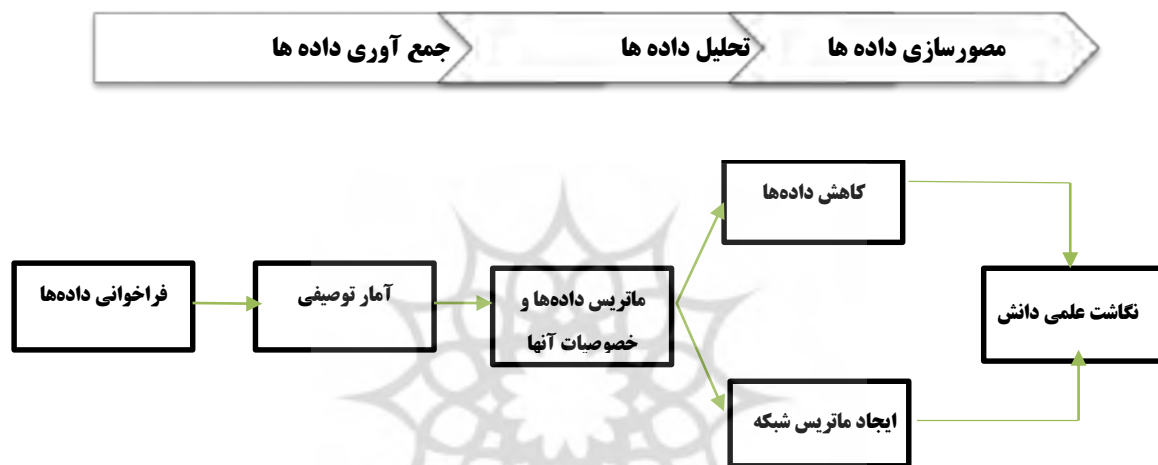 جمع آوری داده ها
تحلیل داده ها
مصورسازی داده ها
فراخوانی داده‌ها
آمار توصیفی
ماتریس داده‌ها و
خصوصیات آنها
کاهش داده‌ها
ایجاد ماتریس شبکه
نگاشت علمی دانش